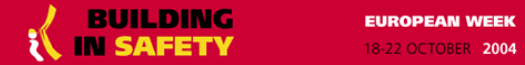 BUILDING
IN SAFETY
EUROPEAN WEEK
18-22 OCTOBER 2004